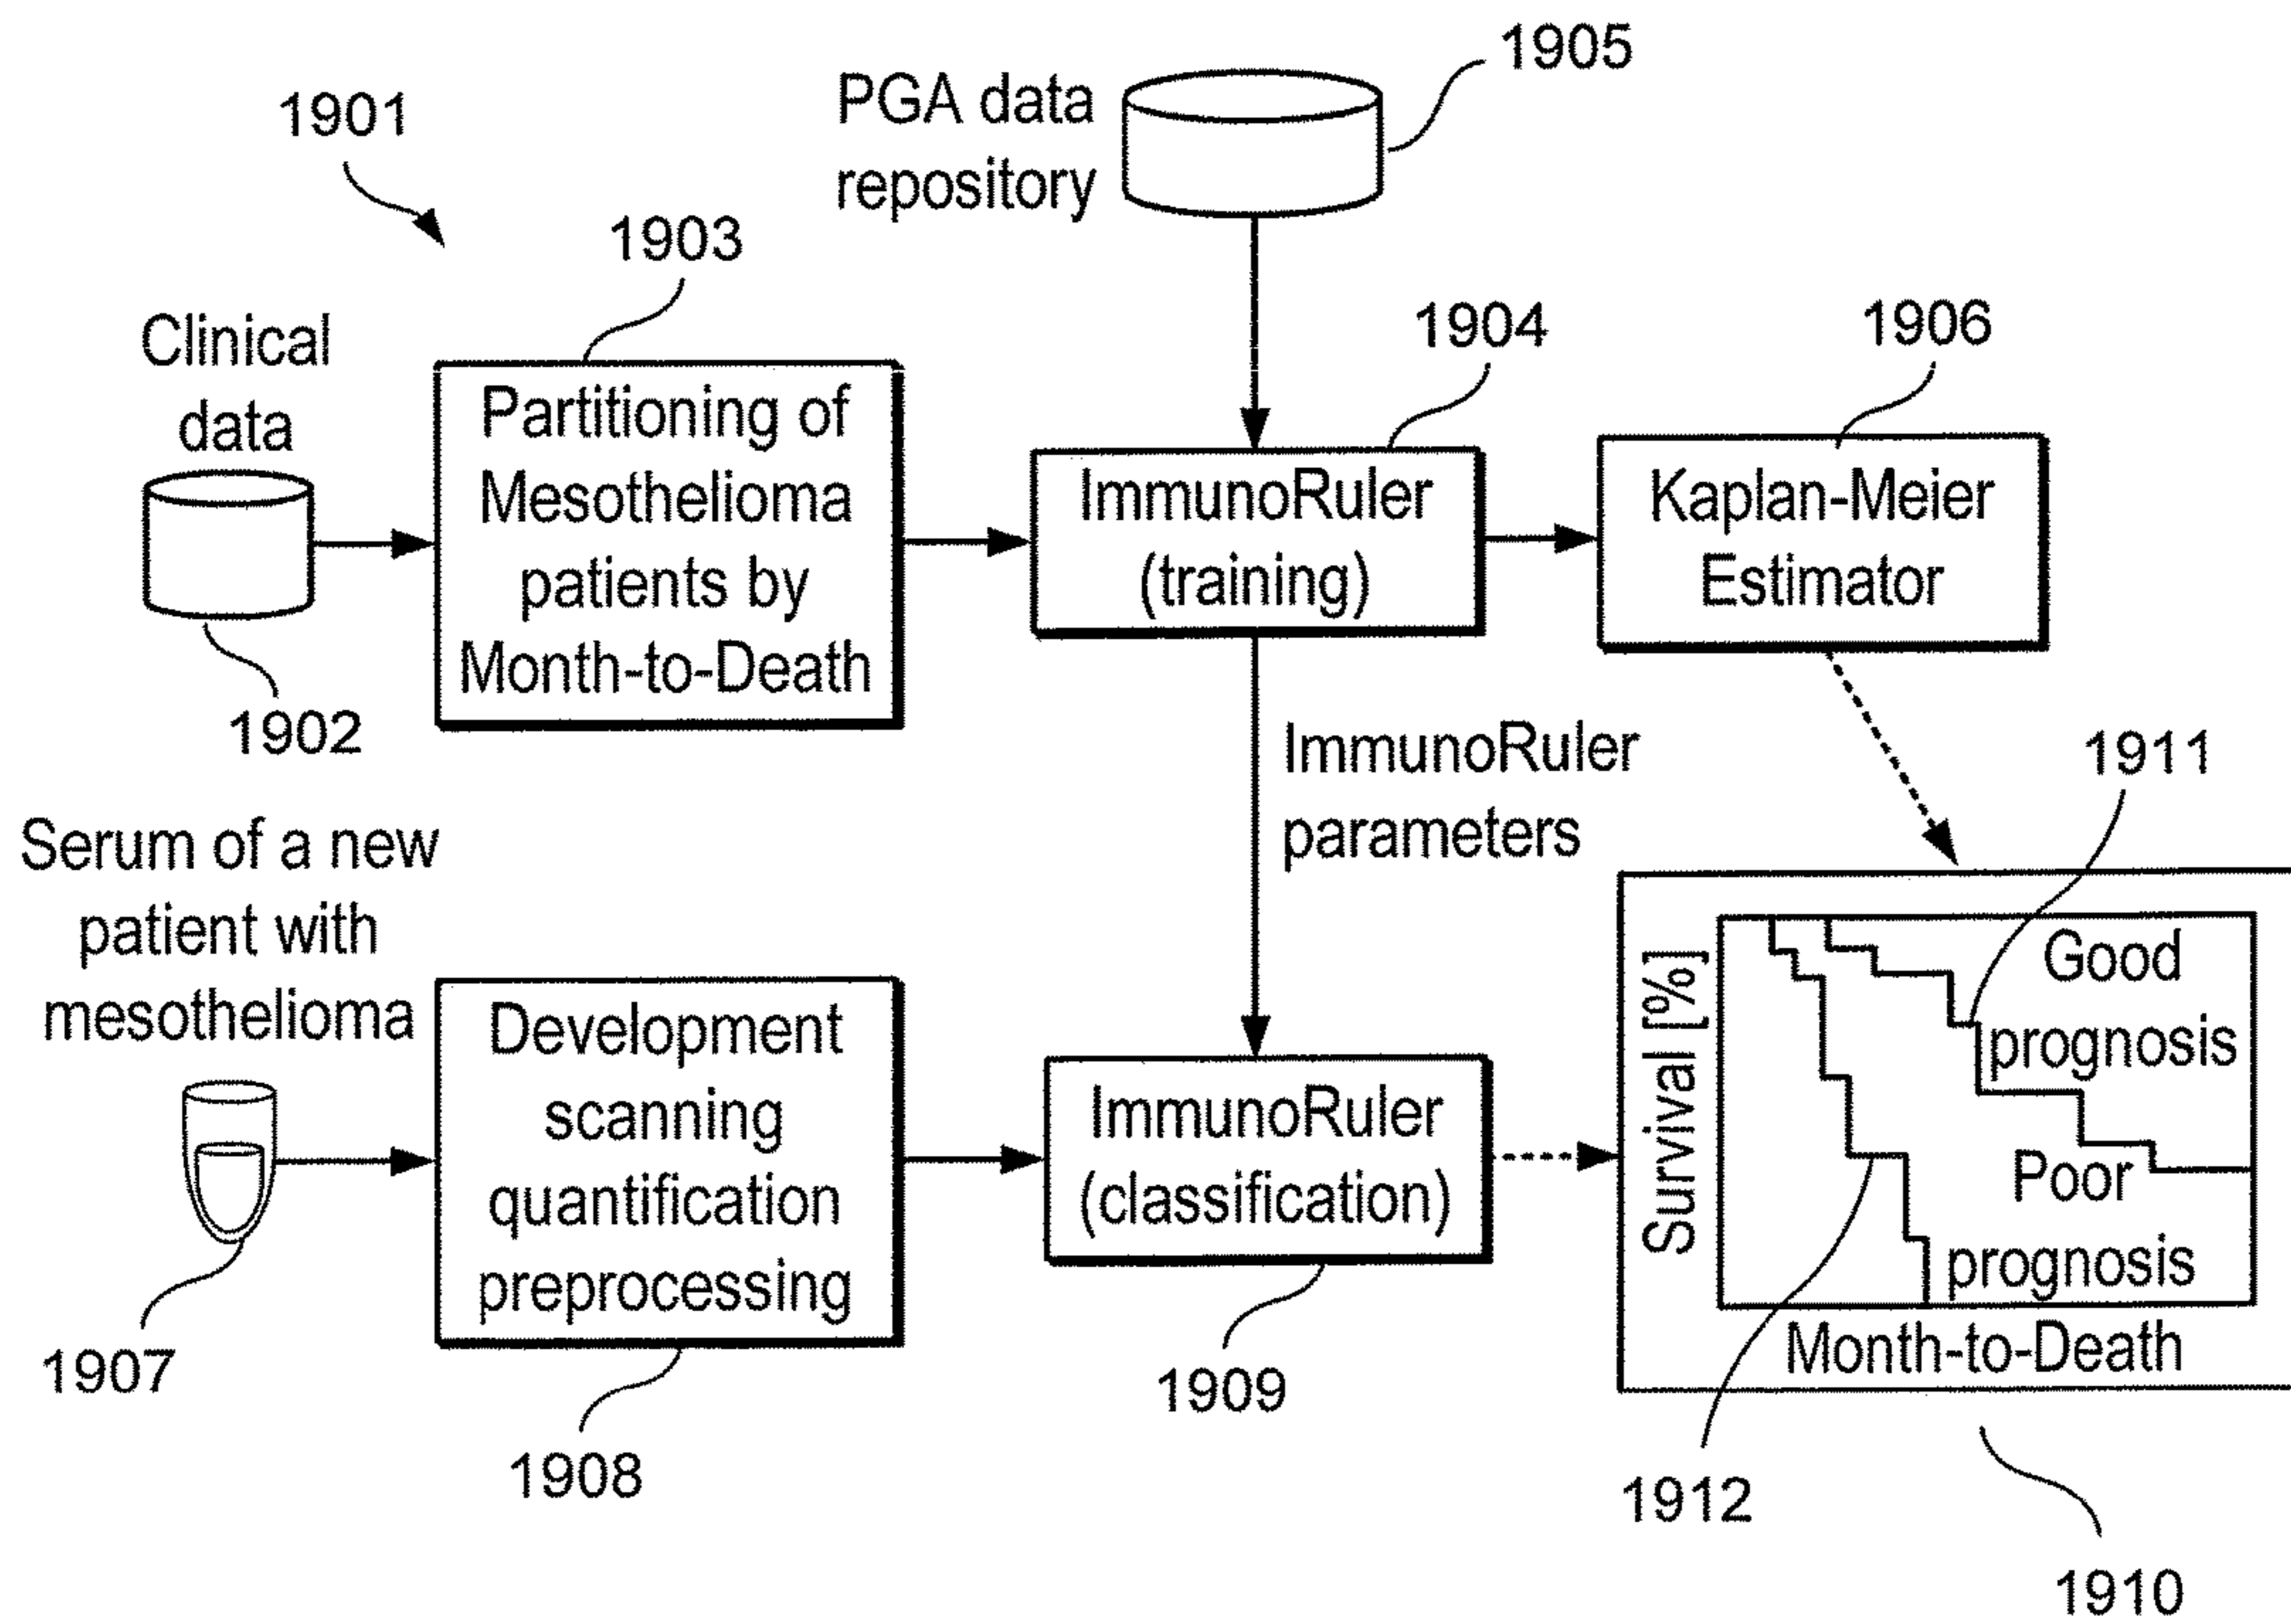 1901
PGA data
repository
1905
1903
Clinical
data
1902
Partitioning of
Mesothelioma
patients by
Month-to-Death
1904
ImmunoRuler
(training)
1906
Kaplan-Meier
Estimator
ImmunoRuler
parameters
1911
Serum of a new
patient with
mesothelioma
1907
Development
scanning
quantification
preprocessing
1908
ImmunoRuler
(classification)
1909
Survival [%]
Good
prognosis
Poor
prognosis
Month-to-Death
1912
1910